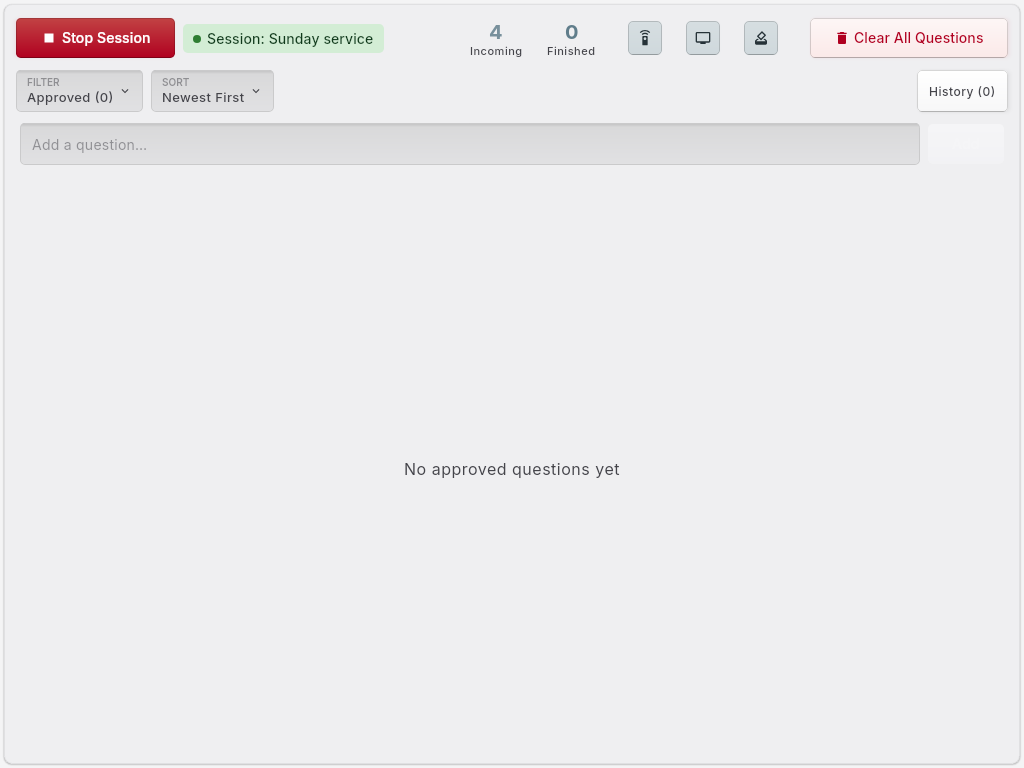 Stop Session
Session: Sunday service
4
Incoming
0
Finished
Clear All Questions
FILTER
Approved (0)
SORT
Newest First
History (0)
Add a question...
No approved questions yet